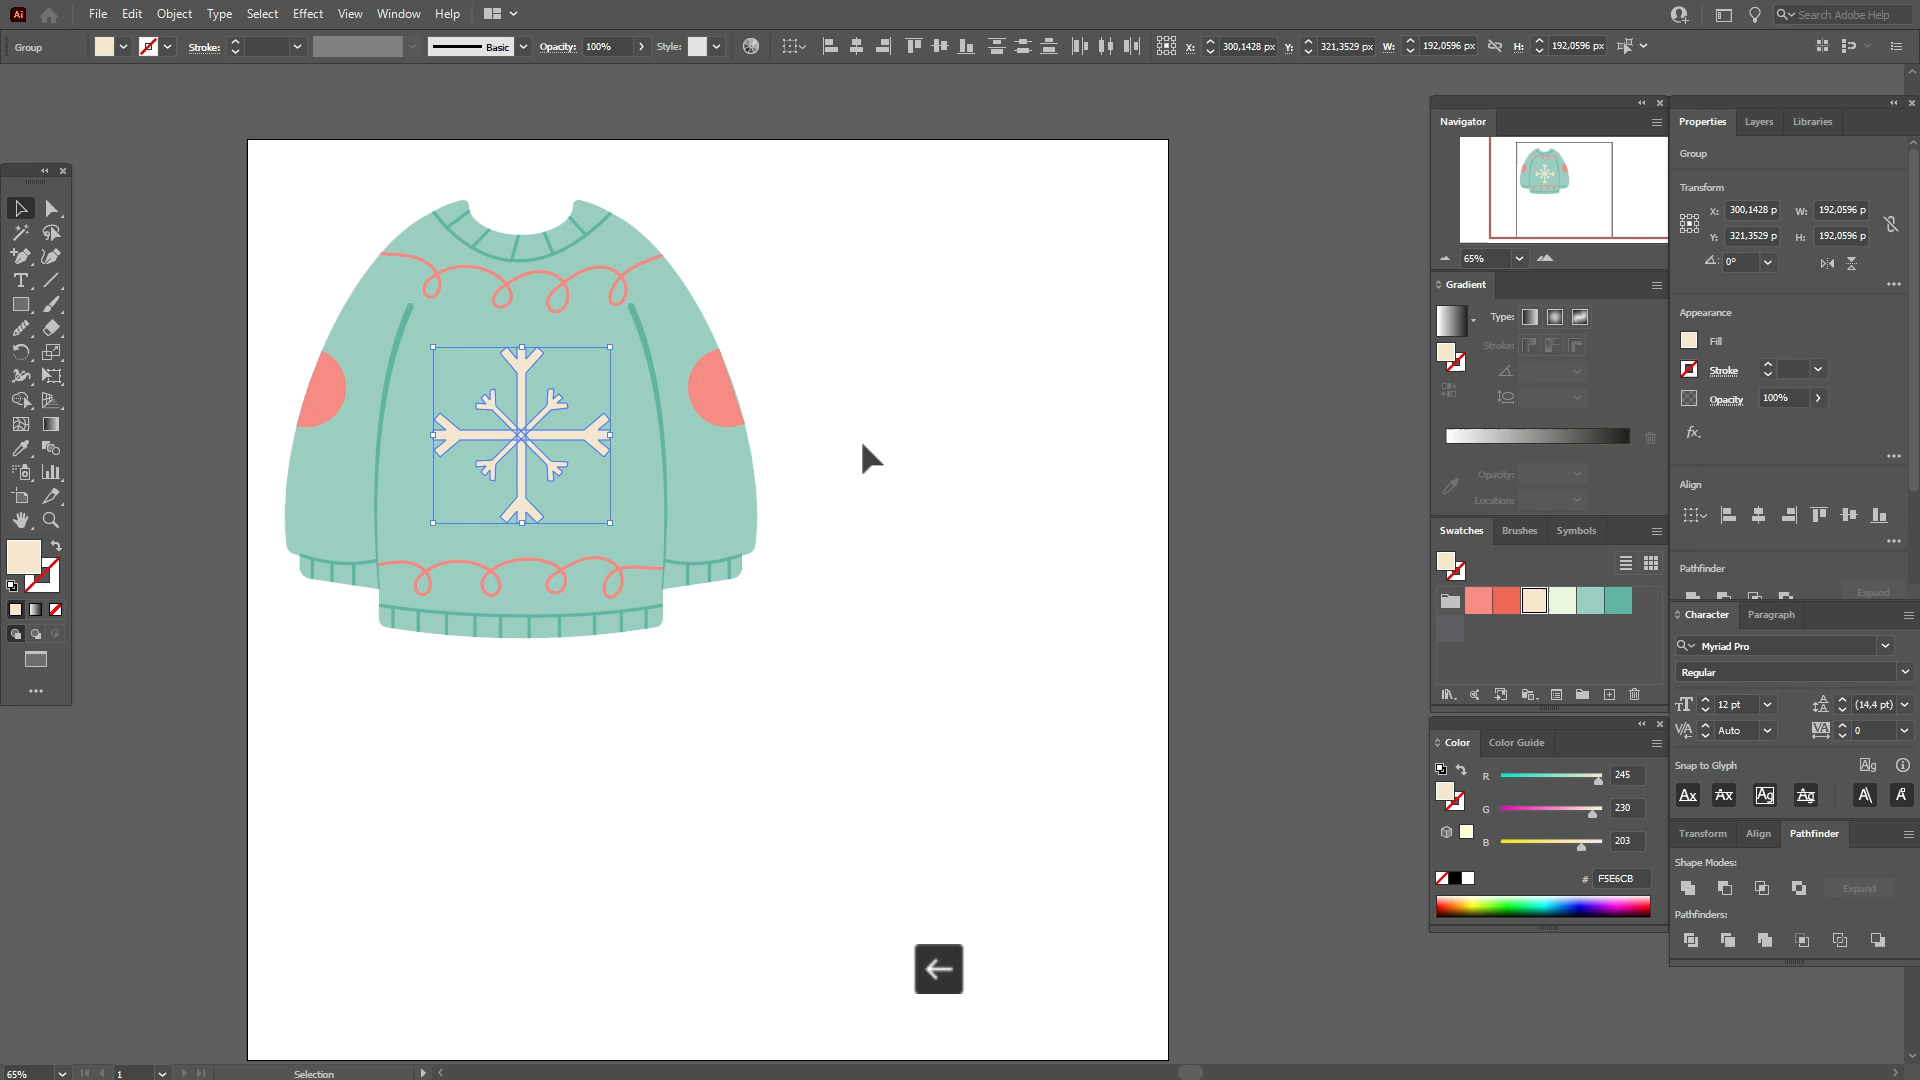 Ai File Edit Object Type Select Effect View Window Help Search Adobe Help
Group Stroke: Basic Opacity: 100% Style: X: 300,1428 px Y: 321,3529 px W: 192,0596 px H: 192,0596 px
Navigator
65%
Gradient
Type:
Stroke:
Opacity:
Location:
Swatches Brushes Symbols
Color Color Guide
R 245
G 230
B 203
# F5E6CB
Properties Layers Libraries
Group
Transform
X: 300,1428 p W: 192,0596 p
Y: 321,3529 p H: 192,0596 p
0°
Appearance
Fill
Stroke
Opacity 100%
fx.
Align
Pathfinder
Expand
Character Paragraph
Myriad Pro
Regular
12 pt (14,4 pt)
Auto 0
Snap to Glyph
Transform Align Pathfinder
Shape Modes:
Expand
Pathfinders:
65% 1 Selection